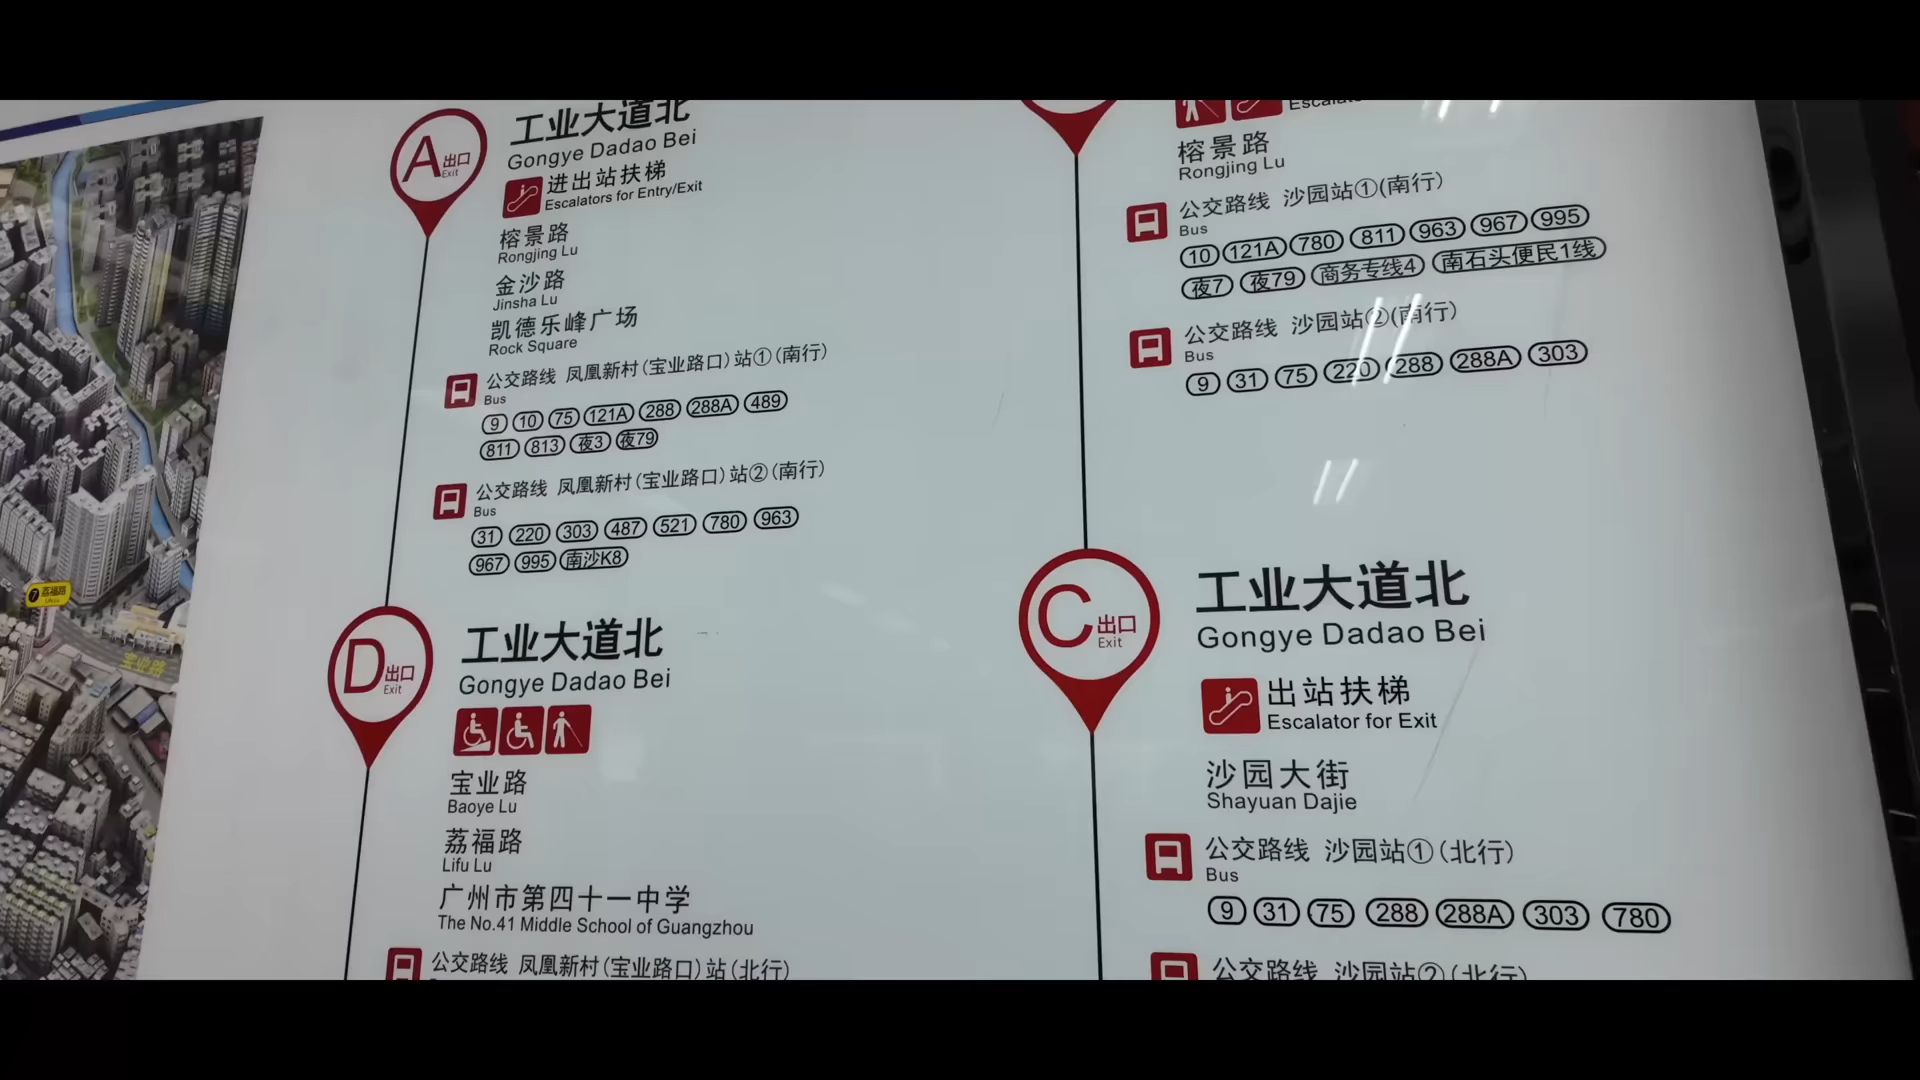 A出口
Exit
工业大道北
Gongye Dadao Bei
进出站扶梯
Escalators for Entry/Exit
榕景路
Rongjing Lu
金沙路
Jinsha Lu
凯德乐峰广场
Rock Square
公交路线 凤凰新村(宝业路口)站①(南行)
Bus
9 10 75 121A 288 288A 489
811 813 夜3 夜79
公交路线 凤凰新村(宝业路口)站②(南行)
Bus
31 220 303 487 521 780 963
967 995 南沙K8
D出口
Exit
工业大道北
Gongye Dadao Bei
宝业路
Baoye Lu
荔福路
Lifu Lu
广州市第四十一中学
The No.41 Middle School of Guangzhou
公交路线 凤凰新村(宝业路口)站(北行)
Escalato
榕景路
Rongjing Lu
公交路线 沙园站①(南行)
Bus
10 121A 780 811 963 967 995
夜7 夜79 商务专线4 南石头便民1线
公交路线 沙园站②(南行)
Bus
9 31 75 220 288 288A 303
C出口
Exit
工业大道北
Gongye Dadao Bei
出站扶梯
Escalator for Exit
沙园大街
Shayuan Dajie
公交路线 沙园站①(北行)
Bus
9 31 75 288 288A 303 780
公交路线 沙园站②(北行)
7 荔福路
宝业路